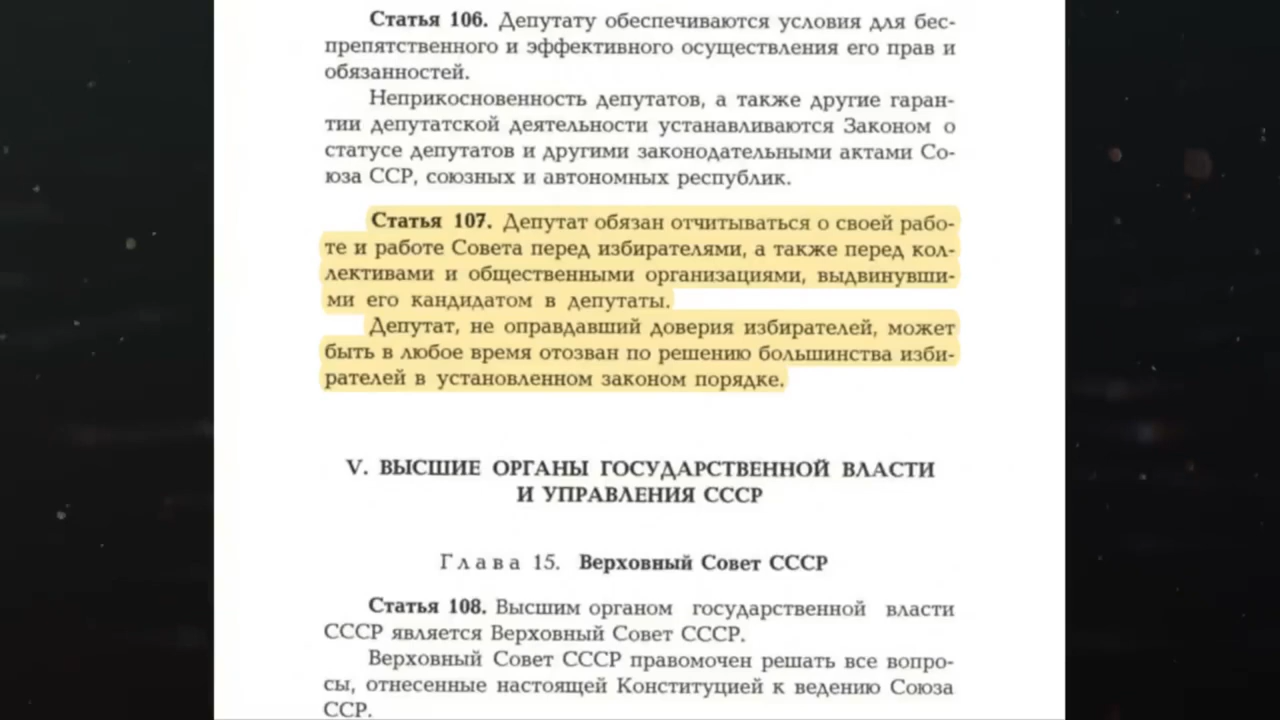 Статья 106. Депутату обеспечиваются условия для бес-
препятственного и эффективного осуществления его прав и
обязанностей.
Неприкосновенность депутатов, а также другие гаран-
тии депутатской деятельности устанавливаются Законом о
статусе депутатов и другими законодательными актами Со-
юза ССР, союзных и автономных республик.
Статья 107. Депутат обязан отчитываться о своей рабо-
те и работе Совета перед избирателями, а также перед кол-
лективами и общественными организациями, выдвинувши-
ми его кандидатом в депутаты.
Депутат, не оправдавший доверия избирателей, может
быть в любое время отозван по решению большинства изби-
рателей в установленном законом порядке.
V. ВЫСШИЕ ОРГАНЫ ГОСУДАРСТВЕННОЙ ВЛАСТИ
И УПРАВЛЕНИЯ СССР
Глава 15. Верховный Совет СССР
Статья 108. Высшим органом государственной власти
СССР является Верховный Совет СССР.
Верховный Совет СССР правомочен решать все вопро-
сы, отнесенные настоящей Конституцией к ведению Союза
ССР.